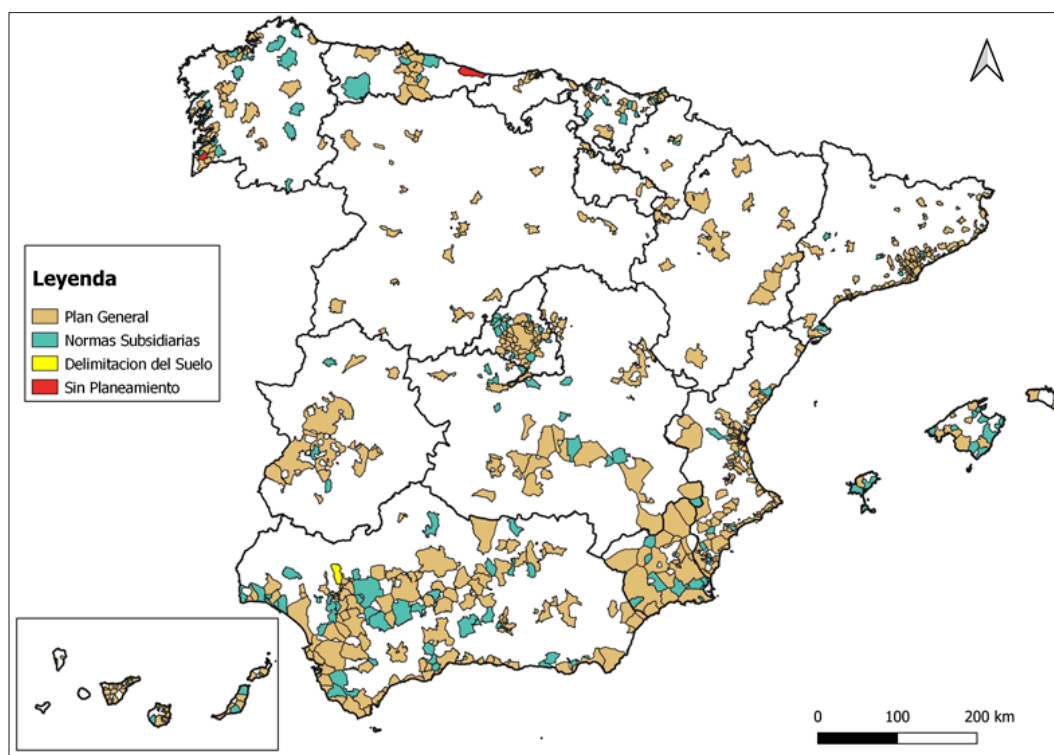 Leyenda
Plan General
Normas Subsidiarias
Delimitacion del Suelo
Sin Planeamiento
0 100 200 km